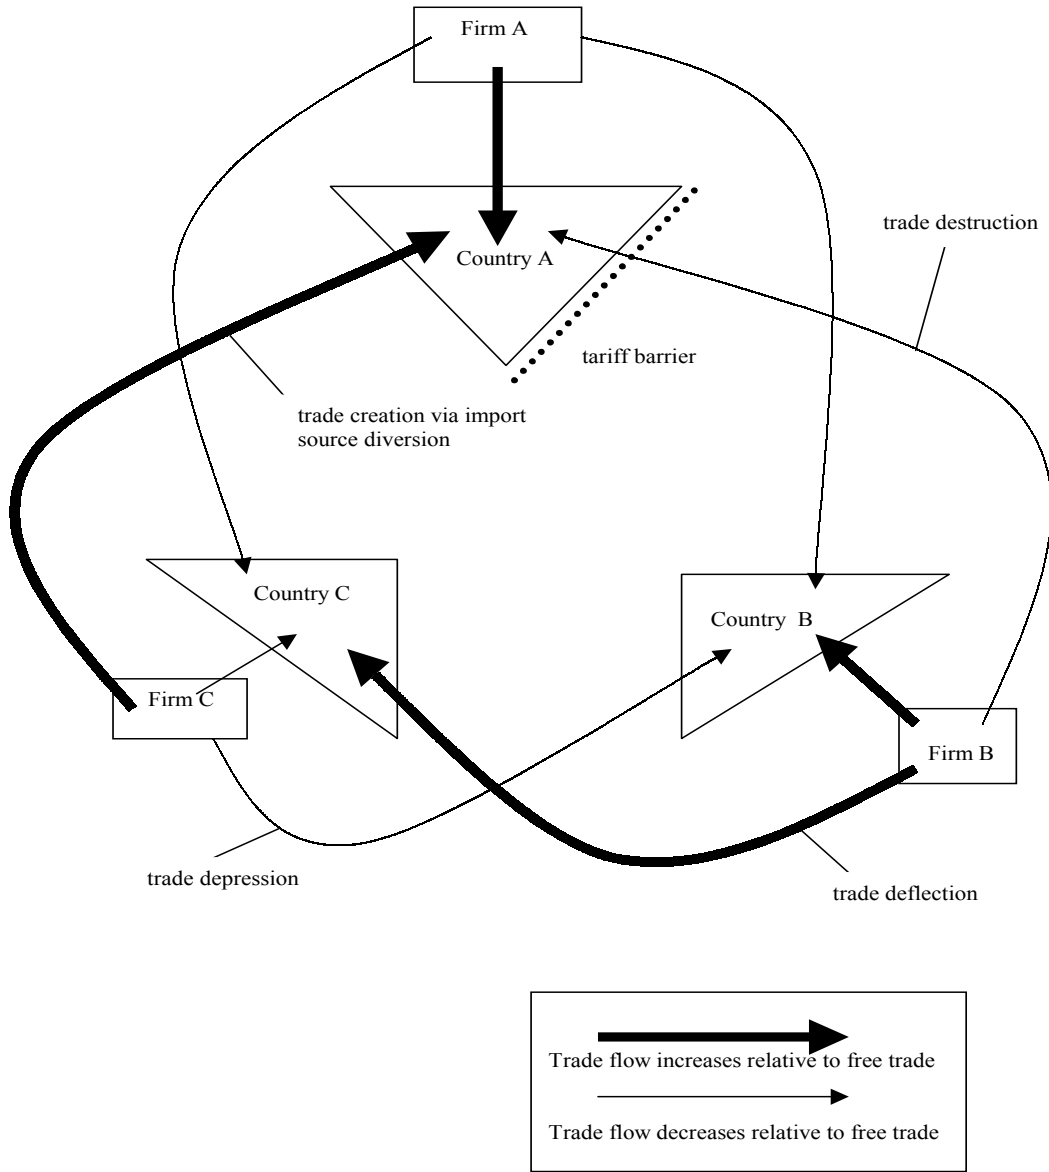 Firm A
trade destruction
Country A
tariff barrier
trade creation via import
source diversion
Country C
Country B
Firm C
Firm B
trade depression
trade deflection
Trade flow increases relative to free trade
Trade flow decreases relative to free trade